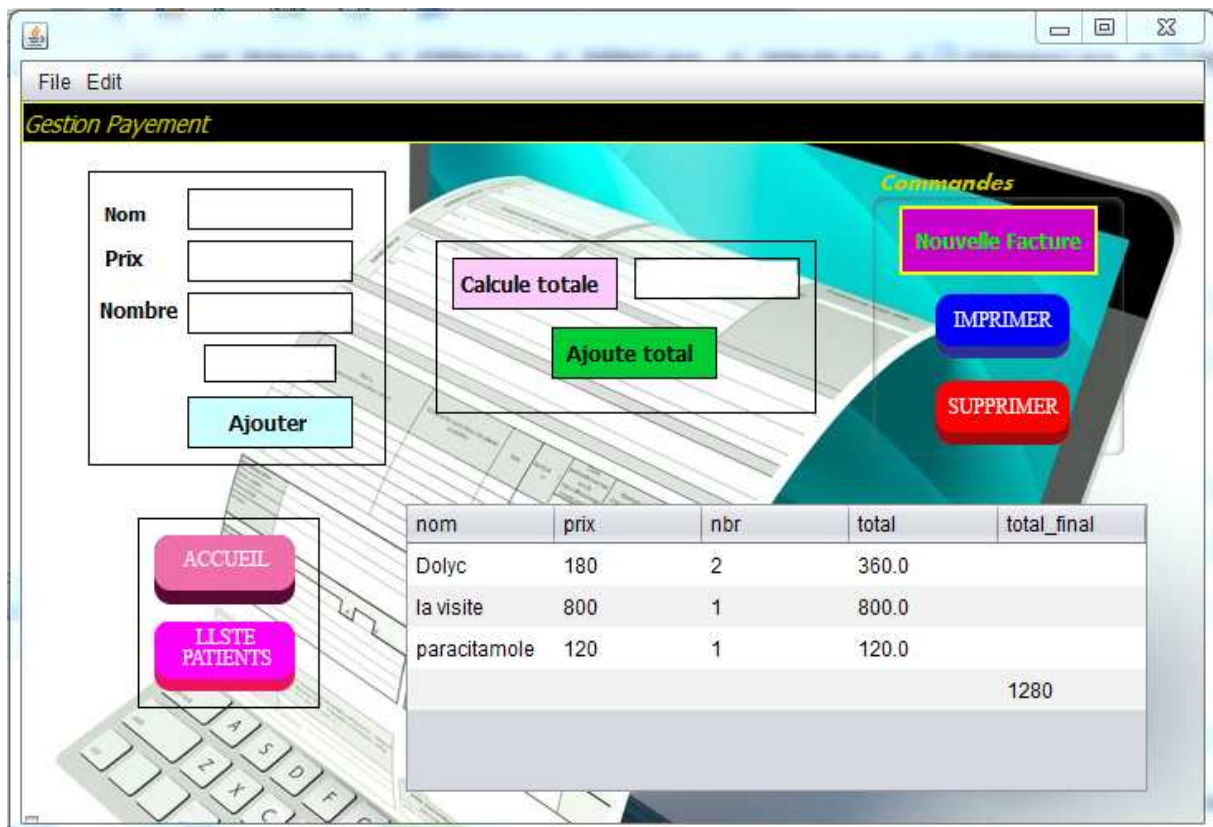 File Edit
Gestion Payement
Commandes
Nom
Prix
Nombre
Ajouter
Calcule totale
Ajoute total
Nouvelle Facture
IMPRIMER
SUPPRIMER
ACCUEIL
LLSTE
PATIENTS
nom prix nbr total total_final
Dolyc 180 2 360.0
la visite 800 1 800.0
paracitamole 120 1 120.0
1280
A S D F
Z X C